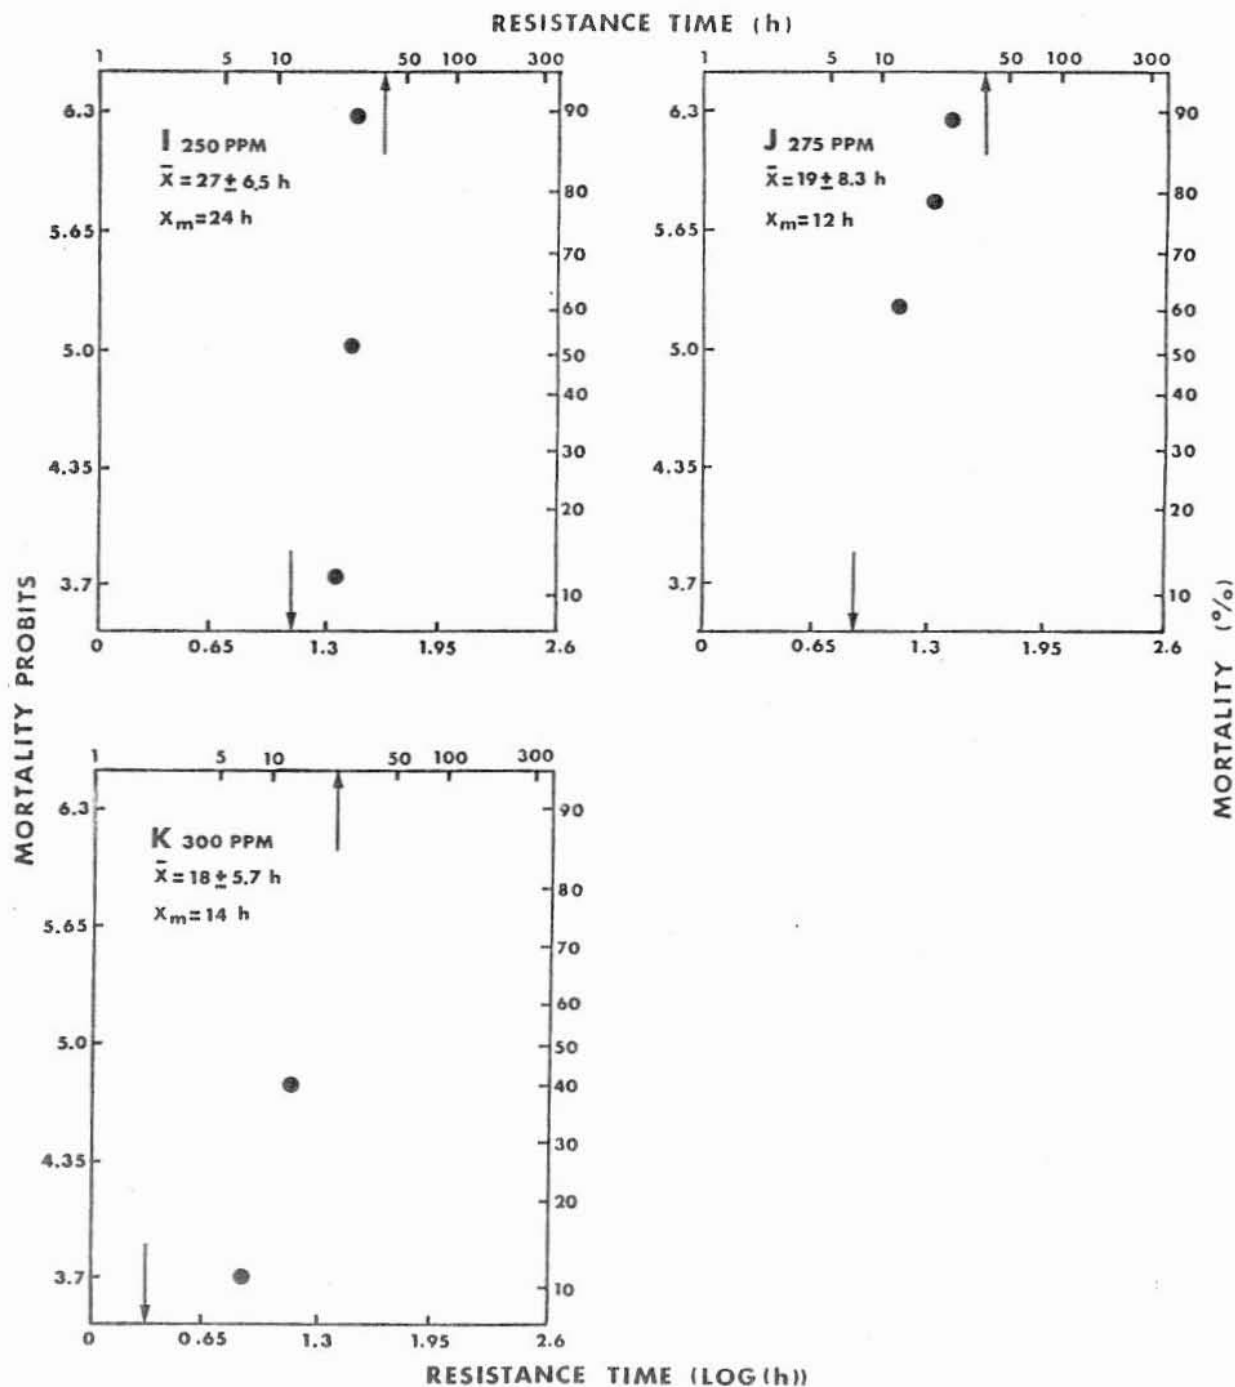 RESISTANCE TIME (h)
1 5 10 50 100 300
1 5 10 50 100 300
6.3
5.65
5.0
4.35
3.7
I 250 PPM
X̄ = 27 ± 6.5 h
Xm = 24 h
90
80
70
60
50
40
30
20
10
0 0.65 1.3 1.95 2.6
6.3
5.65
5.0
4.35
3.7
J 275 PPM
X̄ = 19 ± 8.3 h
Xm = 12 h
90
80
70
60
50
40
30
20
10
0 0.65 1.3 1.95 2.6
MORTALITY PROBITS
MORTALITY (%)
1 5 10 50 100 300
6.3
5.65
5.0
4.35
3.7
K 300 PPM
X̄ = 18 ± 5.7 h
Xm = 14 h
90
80
70
60
50
40
30
20
10
0 0.65 1.3 1.95 2.6
RESISTANCE TIME (LOG (h))